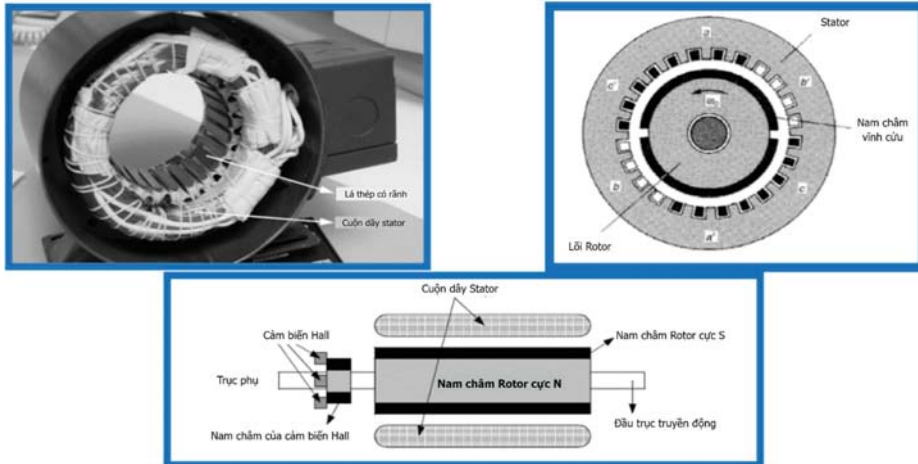 Lá thép có rãnh
Cuộn dây stator
Stator
a
b'
c'
Nam châm
vĩnh cửu
b
c
a'
Lõi Rotor
Cuộn dây Stator
Cảm biến Hall
Nam châm Rotor cực S
Trục phụ
Nam châm Rotor cực N
Nam châm của cảm biến Hall
Đầu trục truyền động